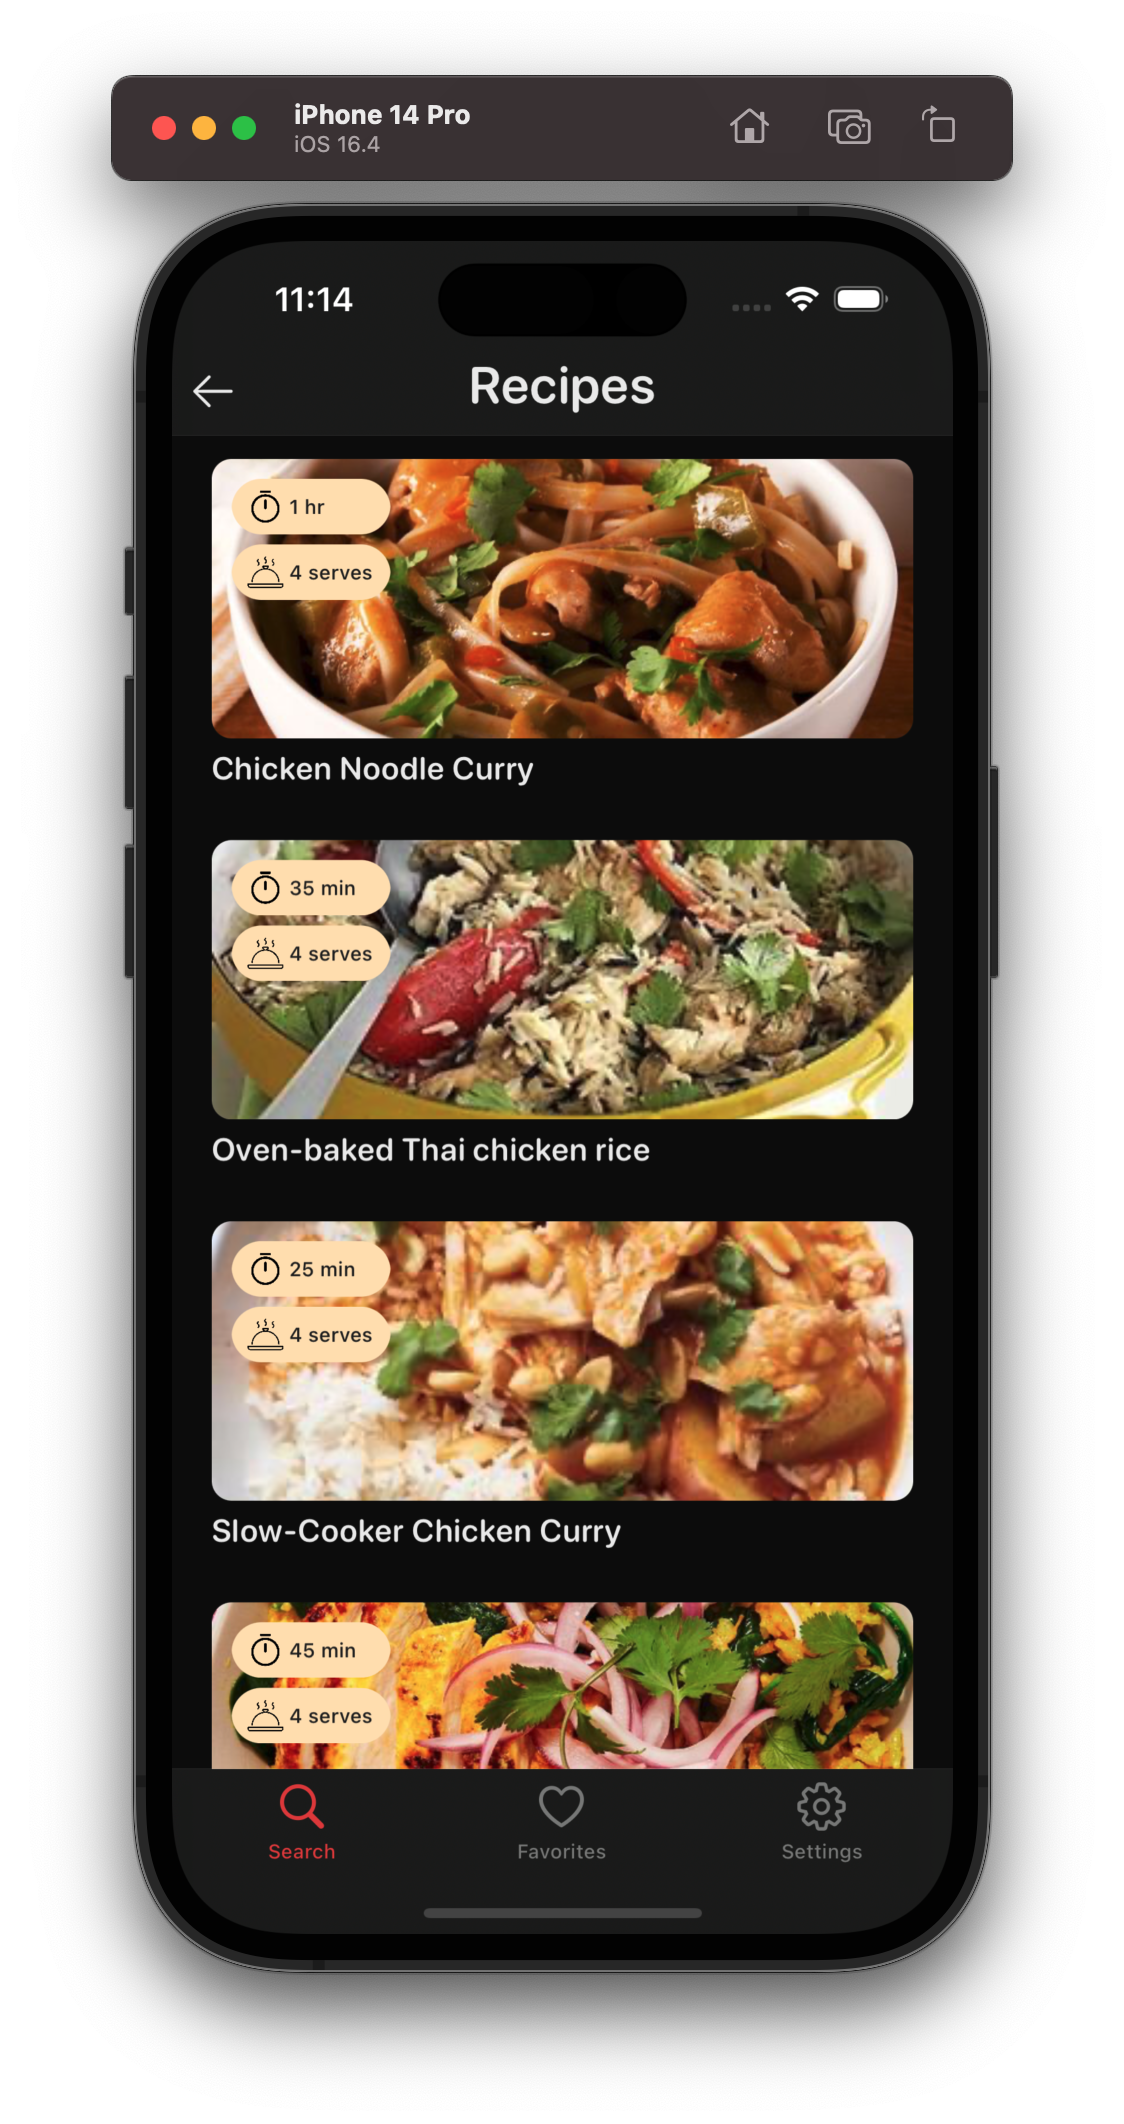 iPhone 14 Pro
iOS 16.4
11:14
Recipes
1 hr
4 serves
Chicken Noodle Curry
35 min
4 serves
Oven-baked Thai chicken rice
25 min
4 serves
Slow-Cooker Chicken Curry
45 min
4 serves
Search
Favorites
Settings